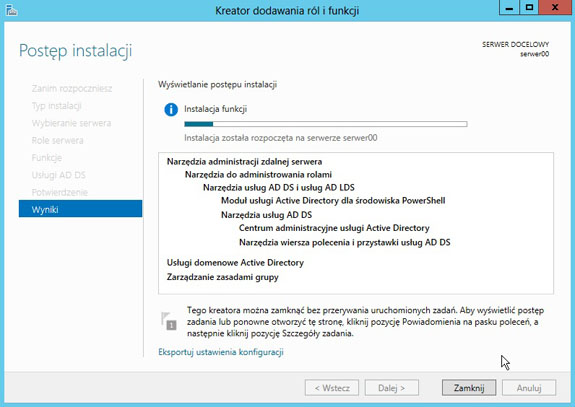 Kreator dodawania ról i funkcji
Postęp instalacji
SERWER DOCELOWY
serwer00
Zanim rozpoczniesz
Typ instalacji
Wybieranie serwera
Role serwera
Funkcje
Usługi AD DS
Potwierdzenie
Wyniki
Wyświetlanie postępu instalacji
Instalacja funkcji
Instalacja została rozpoczęta na serwerze serwer00
Narzędzia administracji zdalnej serwera
Narzędzia do administrowania rolami
Narzędzia usług AD DS i usług AD LDS
Moduł usługi Active Directory dla środowiska PowerShell
Narzędzia usług AD DS
Centrum administracyjne usługi Active Directory
Narzędzia wiersza polecenia i przystawki usług AD DS
Usługi domenowe Active Directory
Zarządzanie zasadami grupy
1
Tego kreatora można zamknąć bez przerywania uruchomionych zadań. Aby wyświetlić postęp
zadania lub ponowne otworzyć tę stronę, kliknij pozycję Powiadomienia na pasku poleceń, a
następnie kliknij pozycję Szczegóły zadania.
Eksportuj ustawienia konfiguracji
< Wstecz
Dalej >
Zamknij
Anuluj